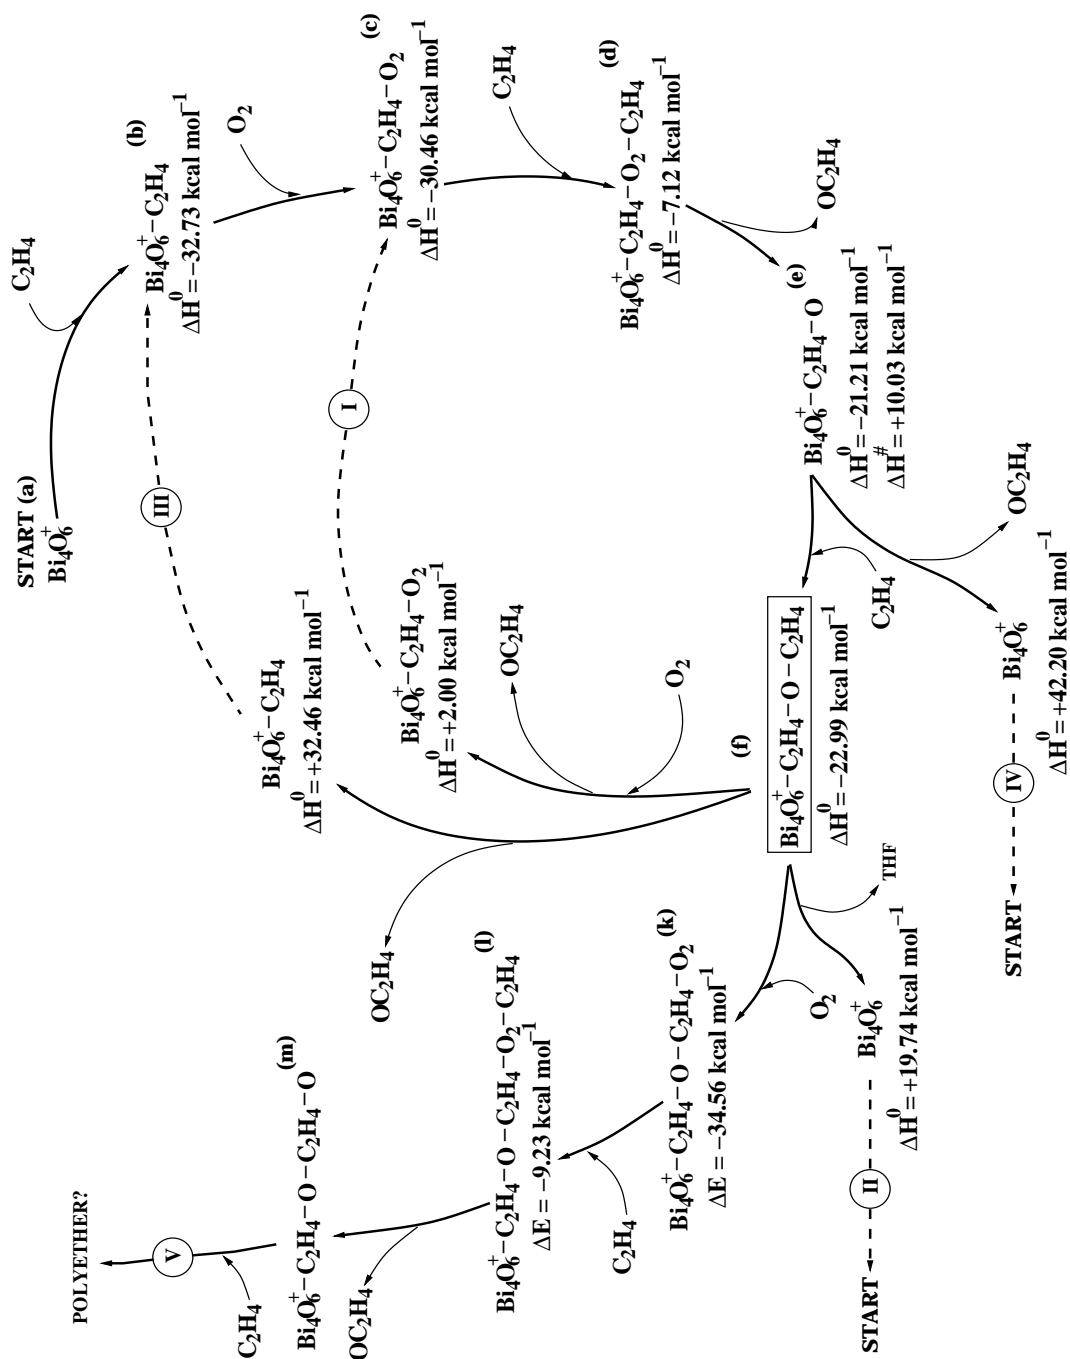 START (a)
Bi4O6+
C2H4
Bi4O6+−C2H4 (b)
ΔH0 = −32.73 kcal mol−1
O2
Bi4O6+−C2H4−O2 (c)
ΔH0 = −30.46 kcal mol−1
C2H4
Bi4O6+−C2H4−O2−C2H4 (d)
ΔH0 = −7.12 kcal mol−1
OC2H4
Bi4O6+−C2H4−O (e)
ΔH0 = −21.21 kcal mol−1
ΔH# = +10.03 kcal mol−1
C2H4
OC2H4
Bi4O6+
ΔH0 = +42.20 kcal mol−1
IV
START
(f)
Bi4O6+−C2H4−O−C2H4
ΔH0 = −22.99 kcal mol−1
O2
OC2H4
Bi4O6+−C2H4−O2
ΔH0 = +2.00 kcal mol−1
I
OC2H4
Bi4O6+−C2H4
ΔH0 = +32.46 kcal mol−1
III
THF
Bi4O6+
ΔH0 = +19.74 kcal mol−1
II
START
O2
Bi4O6+−C2H4−O−C2H4−O2 (k)
ΔE = −34.56 kcal mol−1
C2H4
Bi4O6+−C2H4−O−C2H4−O2−C2H4 (l)
ΔE = −9.23 kcal mol−1
OC2H4
Bi4O6+−C2H4−O−C2H4−O (m)
C2H4
V
POLYETHER?